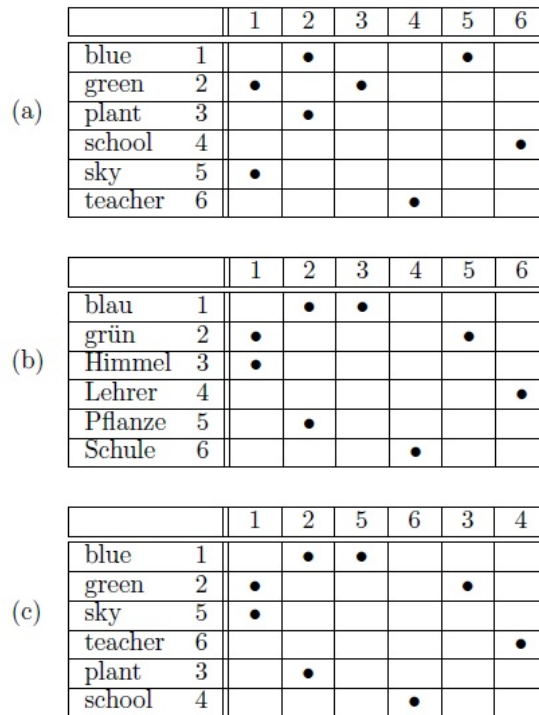 1 2 3 4 5 6
blue 1 • •
green 2 • •
(a) plant 3 •
school 4 •
sky 5 •
teacher 6 •
1 2 3 4 5 6
blau 1 • •
grün 2 • •
(b) Himmel 3 •
Lehrer 4 •
Pflanze 5 •
Schule 6 •
1 2 5 6 3 4
blue 1 • •
green 2 • •
(c) sky 5 •
teacher 6 •
plant 3 •
school 4 •